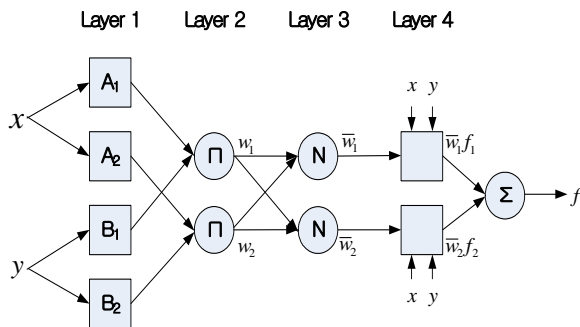 Layer 1 Layer 2 Layer 3 Layer 4
A₁
x y
x
w₁ w̅₁ w̅₁f₁
A₂ Π N
Σ f
B₁ Π N
w₂ w̅₂ w̅₂f₂
y
B₂
x y